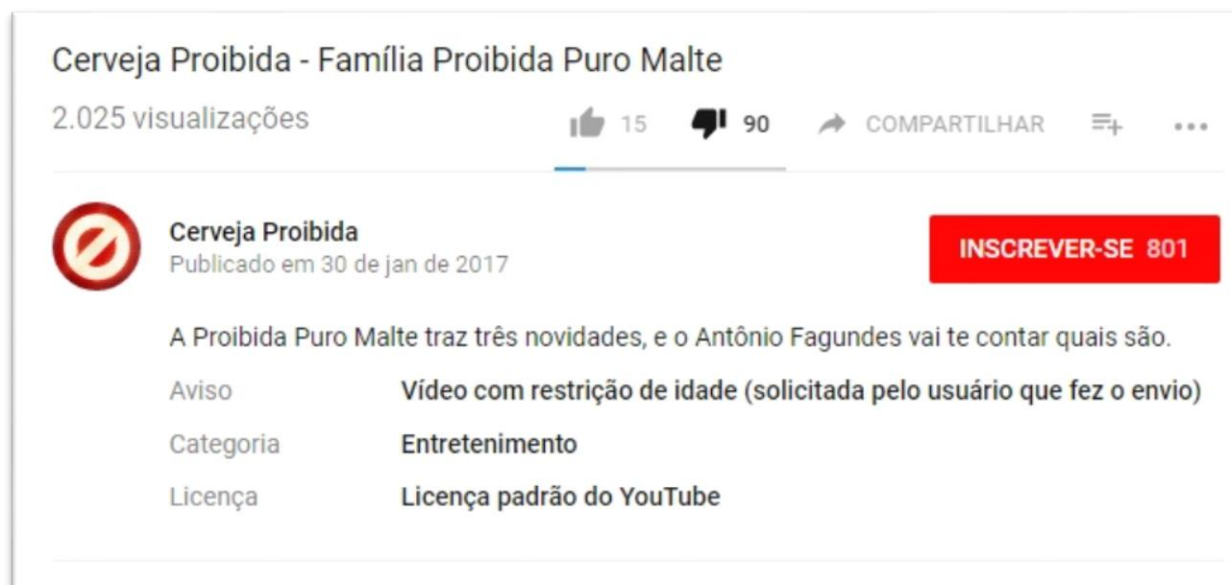 Cerveja Proibida - Família Proibida Puro Malte
2.025 visualizações 15 90 COMPARTILHAR
Cerveja Proibida
Publicado em 30 de jan de 2017
INSCREVER-SE 801
A Proibida Puro Malte traz três novidades, e o Antônio Fagundes vai te contar quais são.
Aviso Vídeo com restrição de idade (solicitada pelo usuário que fez o envio)
Categoria Entretenimento
Licença Licença padrão do YouTube